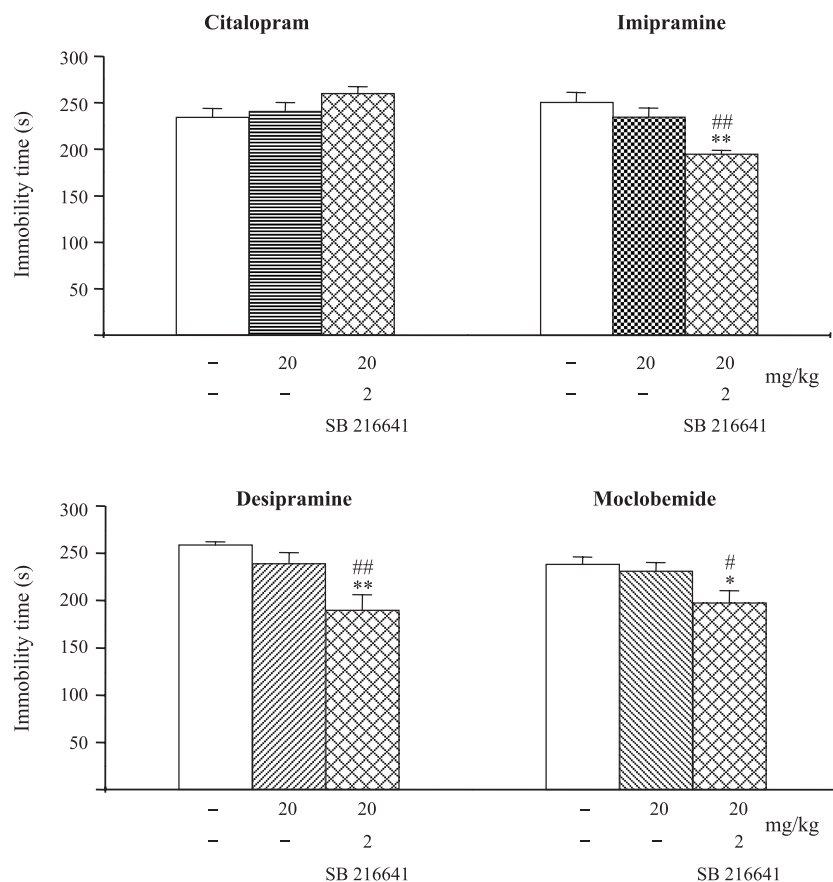 Citalopram Imipramine
300
250
200
150
100
50
Immobility time (s)
##
**
– 20 20 – 20 20 mg/kg
– – 2 – – 2
SB 216641 SB 216641
Desipramine Moclobemide
300
250
200
150
100
50
Immobility time (s)
## #
** *
– 20 20 – 20 20 mg/kg
– – 2 – – 2
SB 216641 SB 216641